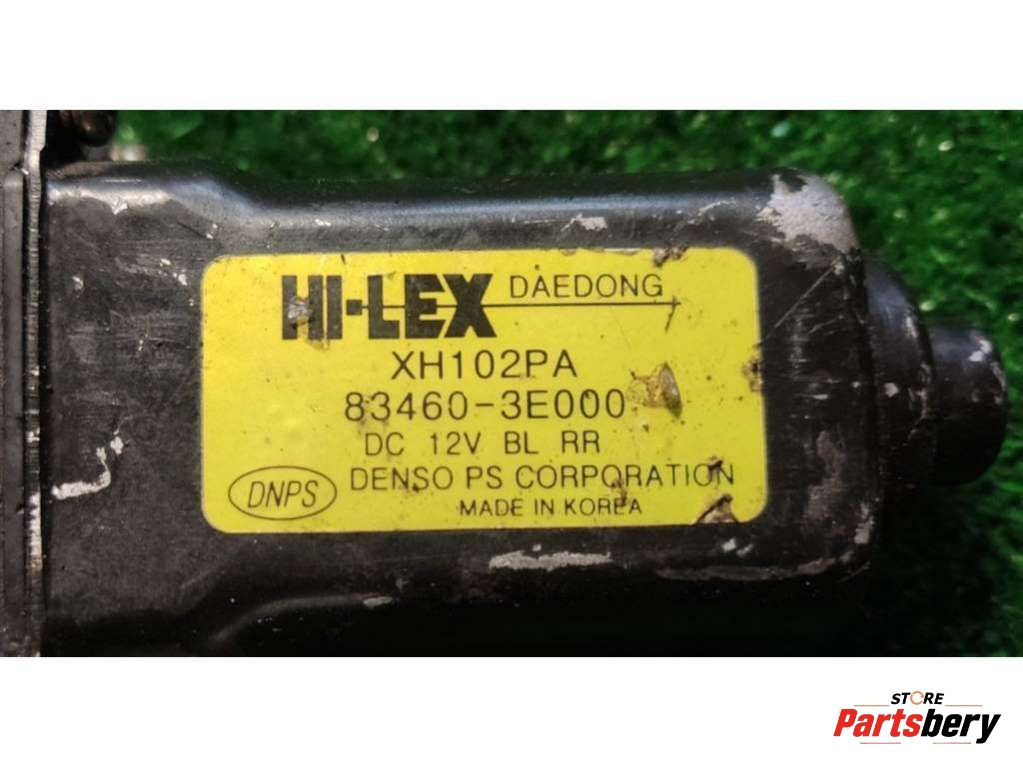 HI-LEX DAEDONG
XH102PA
83460-3E000
DC 12V BL RR
DNPS DENSO PS CORPORATION
MADE IN KOREA
STORE
Partsbery